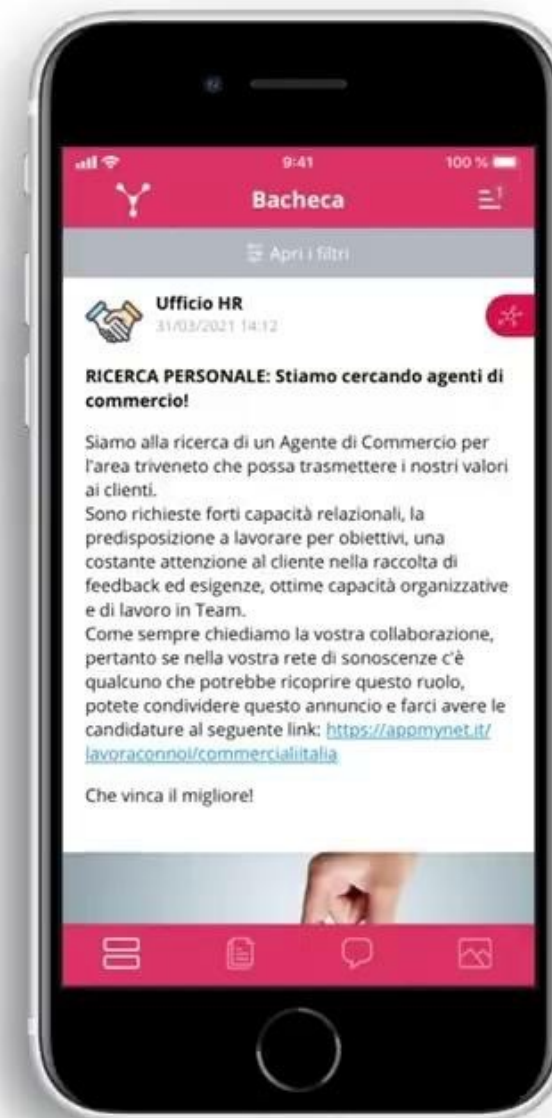 9:41
100 %
Bacheca
1
Apri i filtri
Ufficio HR
31/03/2021 14:12
RICERCA PERSONALE: Stiamo cercando agenti di
commercio!
Siamo alla ricerca di un Agente di Commercio per
l'area triveneto che possa trasmettere i nostri valori
ai clienti.
Sono richieste forti capacità relazionali, la
predisposizione a lavorare per obiettivi, una
costante attenzione al cliente nella raccolta di
feedback ed esigenze, ottime capacità organizzative
e di lavoro in Team.
Come sempre chiediamo la vostra collaborazione,
pertanto se nella vostra rete di sonoscenze c'è
qualcuno che potrebbe ricoprire questo ruolo,
potete condividere questo annuncio e farci avere le
candidature al seguente link: https://appmynet.it/
lavoraconnoi/commercialiitalia
Che vinca il migliore!